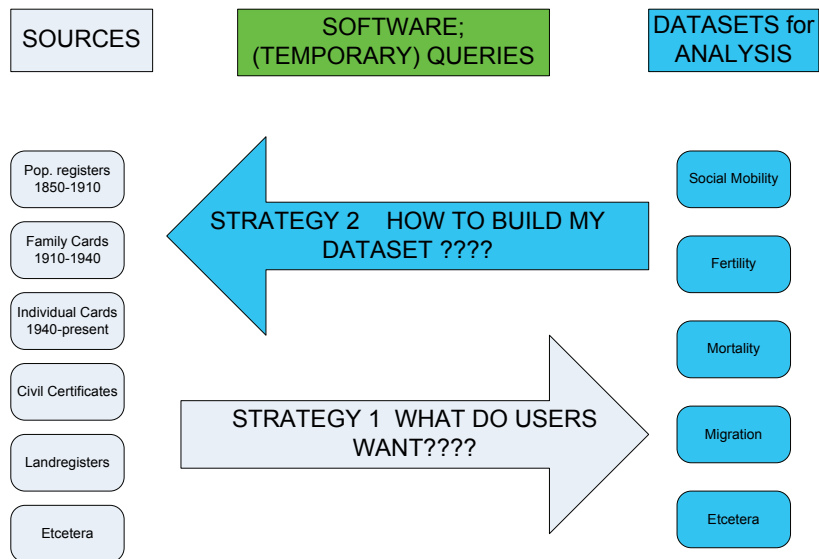 SOURCES
SOFTWARE;
(TEMPORARY) QUERIES
DATASETS for
ANALYSIS
Pop. registers
1850-1910
Family Cards
1910-1940
Individual Cards
1940-present
Civil Certificates
Landregisters
Etcetera
STRATEGY 2 HOW TO BUILD MY
DATASET ????
STRATEGY 1 WHAT DO USERS
WANT????
Social Mobility
Fertility
Mortality
Migration
Etcetera